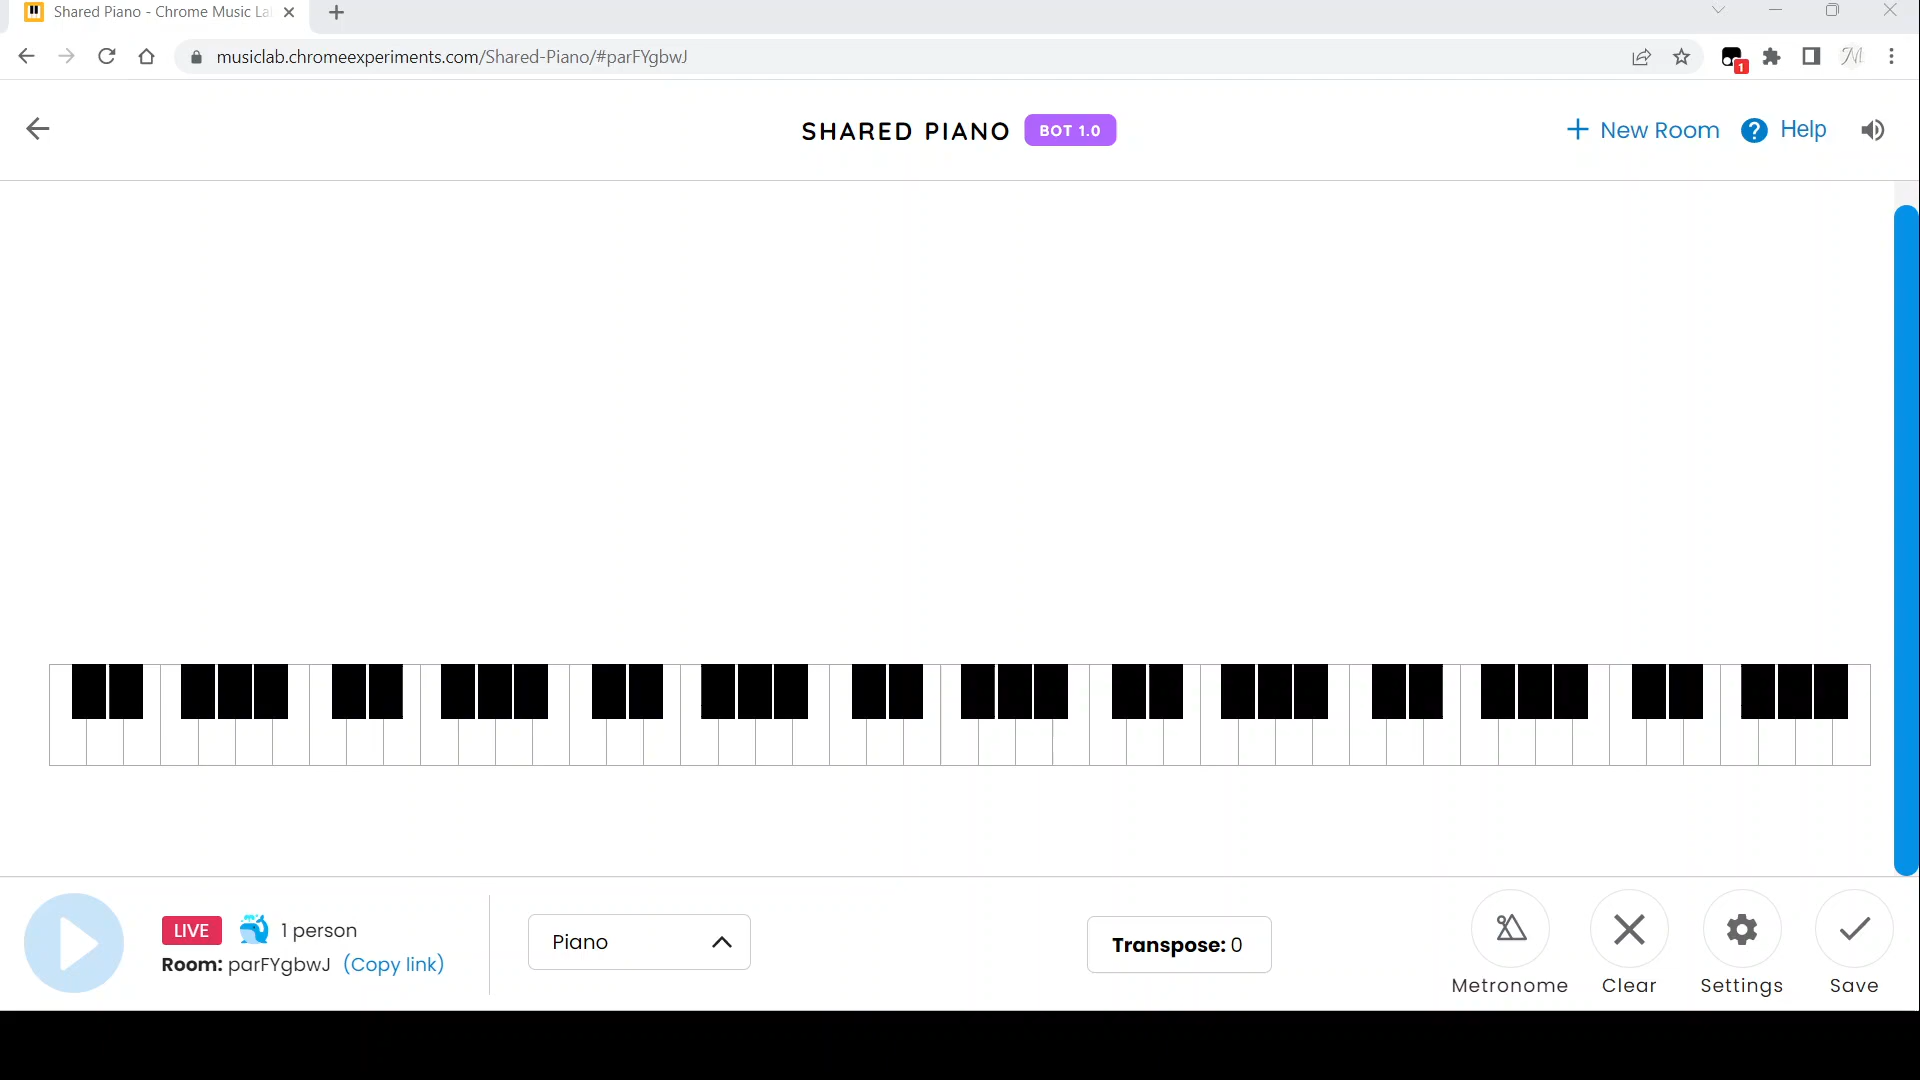 Shared Piano - Chrome Music La
musiclab.chromeexperiments.com/Shared-Piano/#parFYgbwJ
1
SHARED PIANO
BOT 1.0
New Room
Help
LIVE
1 person
Room: parFYgbwJ (Copy link)
Piano
Transpose: 0
Metronome
Clear
Settings
Save